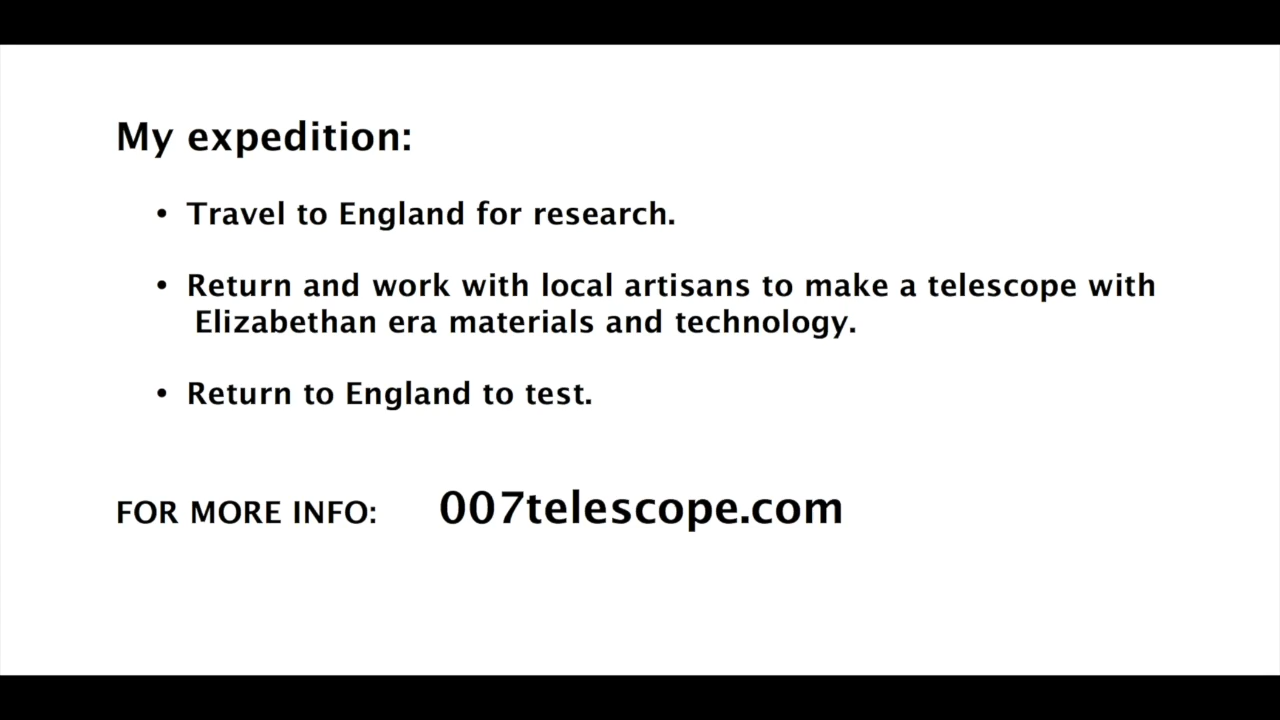 My expedition:
• Travel to England for research.
• Return and work with local artisans to make a telescope with
Elizabethan era materials and technology.
• Return to England to test.
FOR MORE INFO: 007telescope.com